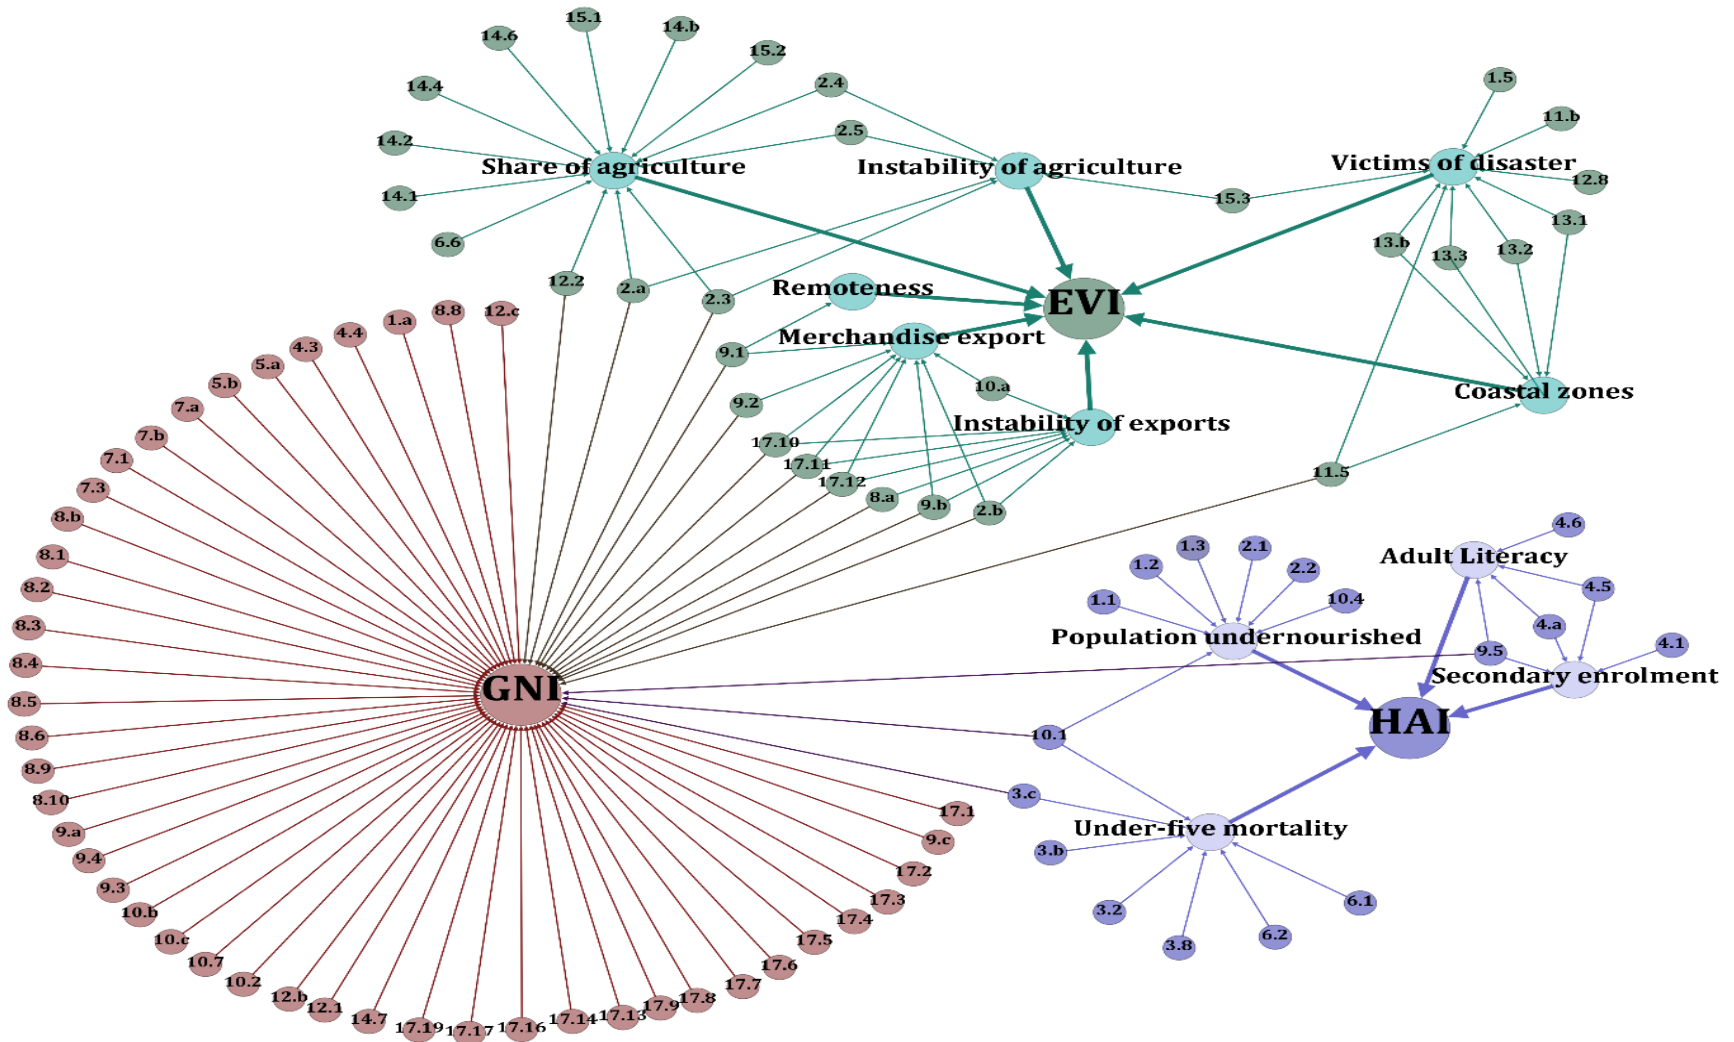 15.1
14.b
14.6
15.2
14.4
2.4
1.5
11.b
2.5
14.2
Share of agriculture
Instability of agriculture
Victims of disaster
12.8
14.1
15.3
13.1
6.6
13.b
13.3
13.2
12.2
2.a
2.3
Remoteness
EVI
12.c
8.8
1.a
4.4
4.3
5.a
5.b
7.a
7.b
7.1
7.3
8.b
8.1
8.2
8.3
8.4
8.5
8.6
8.9
8.10
9.a
9.4
9.3
10.b
10.c
10.7
10.2
12.b
12.1
14.7
17.19
17.17
17.16
17.14
17.13
17.9
17.8
17.7
17.6
17.5
17.4
17.3
17.2
9.c
17.1
GNI
9.1
Merchandise export
9.2
10.a
Coastal zones
Instability of exports
17.10
17.11
17.12
8.a
9.b
2.b
11.5
4.6
1.3
2.1
Adult Literacy
1.2
2.2
1.1
10.4
4.5
4.a
Population undernourished
9.5
4.1
Secondary enrolment
HAI
10.1
3.c
Under-five mortality
3.b
3.2
3.8
6.2
6.1